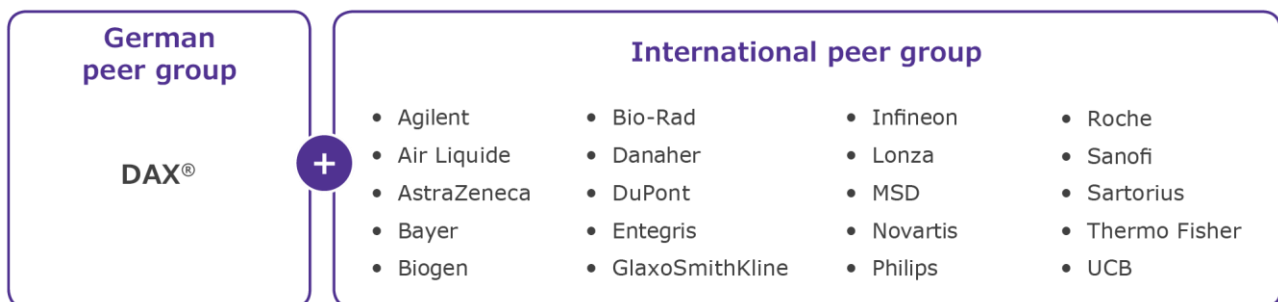 German
peer group
DAX®
+
International peer group
• Agilent
• Air Liquide
• AstraZeneca
• Bayer
• Biogen
• Bio-Rad
• Danaher
• DuPont
• Entegris
• GlaxoSmithKline
• Infineon
• Lonza
• MSD
• Novartis
• Philips
• Roche
• Sanofi
• Sartorius
• Thermo Fisher
• UCB